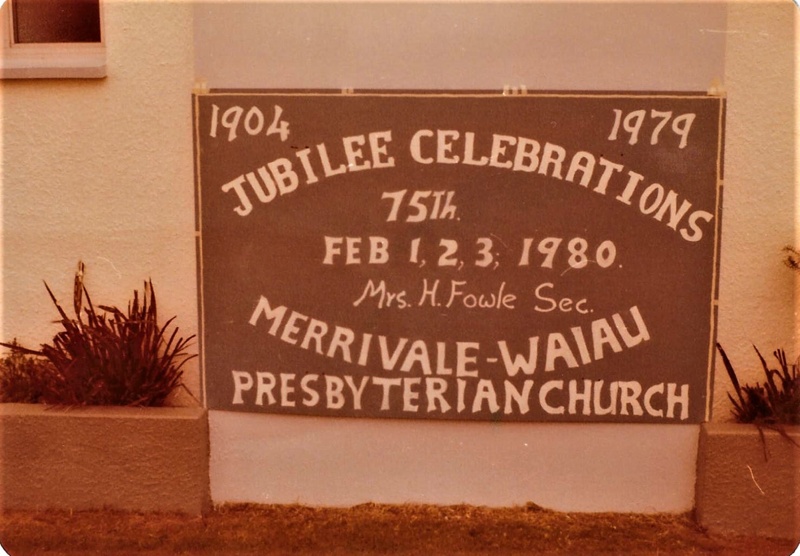 1904 1979
JUBILEE CELEBRATIONS
75Th.
FEB 1, 2, 3, 1980.
Mrs. H. Fowle Sec.
MERRIVALE-WAIAU
PRESBYTERIAN CHURCH